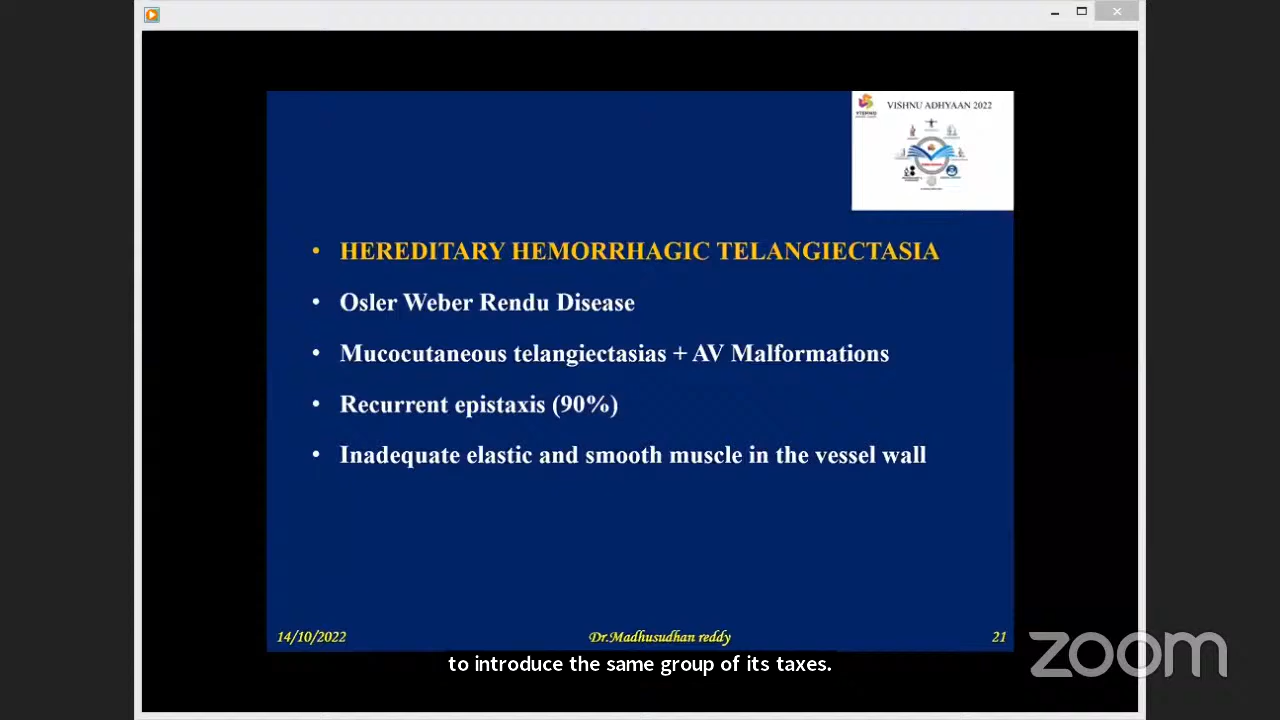 VISHNU ADHYAAN 2022
• HEREDITARY HEMORRHAGIC TELANGIECTASIA
• Osler Weber Rendu Disease
• Mucocutaneous telangiectasias + AV Malformations
• Recurrent epistaxis (90%)
• Inadequate elastic and smooth muscle in the vessel wall
14/10/2022 Dr.Madhusudhan reddy 21
to introduce the same group of its taxes.
zoom